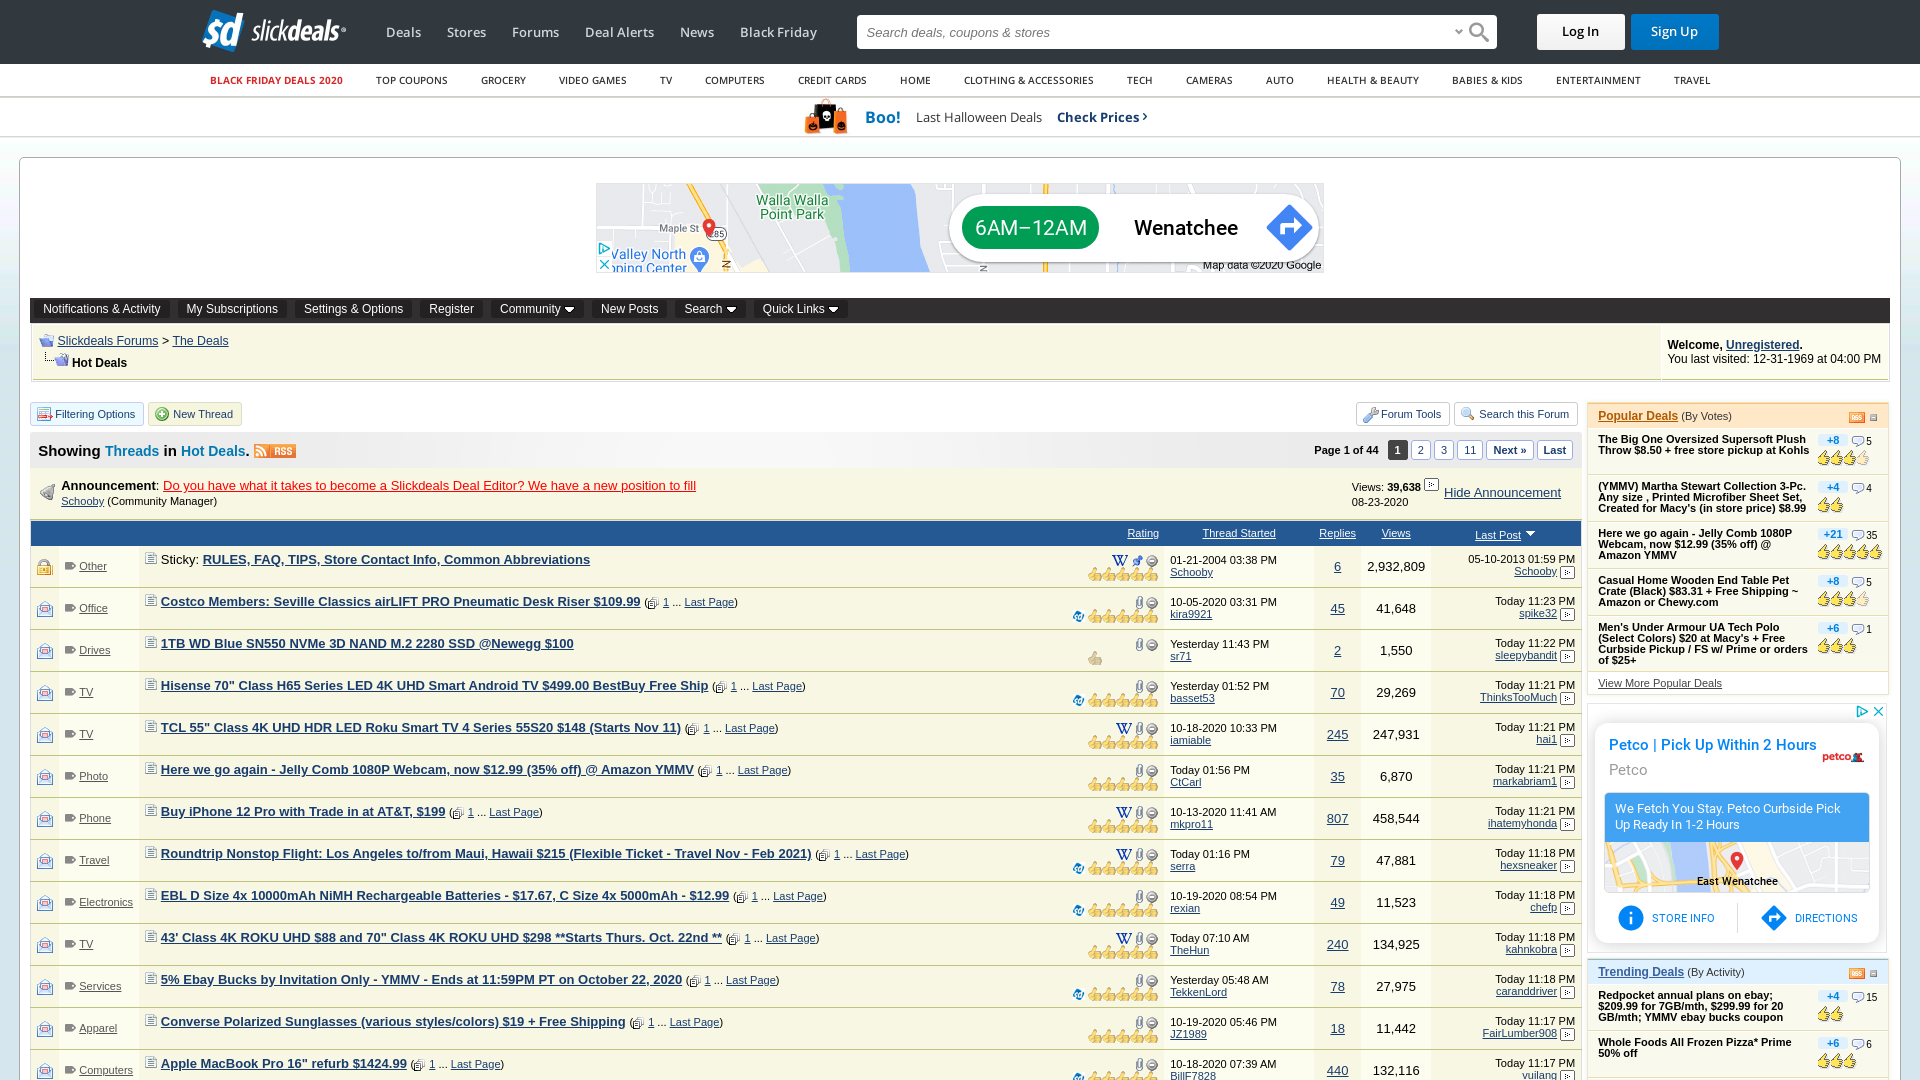 slickdeals
Deals Stores Forums Deal Alerts News Black Friday
Search deals, coupons & stores
Log In Sign Up
BLACK FRIDAY DEALS 2020 TOP COUPONS GROCERY VIDEO GAMES TV COMPUTERS CREDIT CARDS HOME CLOTHING & ACCESSORIES TECH CAMERAS AUTO HEALTH & BEAUTY BABIES & KIDS ENTERTAINMENT TRAVEL
Boo! Last Halloween Deals Check Prices ›
Walla Walla
Point Park
Maple St
285
Valley North
pping Center
N
N
6AM–12AM Wenatchee
Map data ©2020 Google
Notifications & Activity My Subscriptions Settings & Options Register Community New Posts Search Quick Links
Slickdeals Forums > The Deals
Hot Deals
Welcome, Unregistered.
You last visited: 12-31-1969 at 04:00 PM
Filtering Options New Thread
Forum Tools Search this Forum
Showing Threads in Hot Deals. RSS
Page 1 of 44 1 2 3 11 Next » Last
Announcement: Do you have what it takes to become a Slickdeals Deal Editor? We have a new position to fill
Schooby (Community Manager)
Views: 39,638
08-23-2020
Hide Announcement
Rating Thread Started Replies Views Last Post
Other Sticky: RULES, FAQ, TIPS, Store Contact Info, Common Abbreviations 01-21-2004 03:38 PM Schooby 6 2,932,809 05-10-2013 01:59 PM Schooby
Office Costco Members: Seville Classics airLIFT PRO Pneumatic Desk Riser $109.99 ( 1 ... Last Page) 10-05-2020 03:31 PM kira9921 45 41,648 Today 11:23 PM spike32
Drives 1TB WD Blue SN550 NVMe 3D NAND M.2 2280 SSD @Newegg $100 Yesterday 11:43 PM sr71 2 1,550 Today 11:22 PM sleepybandit
TV Hisense 70" Class H65 Series LED 4K UHD Smart Android TV $499.00 BestBuy Free Ship ( 1 ... Last Page) Yesterday 01:52 PM basset53 70 29,269 Today 11:21 PM ThinksTooMuch
TV TCL 55" Class 4K UHD HDR LED Roku Smart TV 4 Series 55S20 $148 (Starts Nov 11) ( 1 ... Last Page) 10-18-2020 10:33 PM iamiable 245 247,931 Today 11:21 PM hai1
Photo Here we go again - Jelly Comb 1080P Webcam, now $12.99 (35% off) @ Amazon YMMV ( 1 ... Last Page) Today 01:56 PM CtCarl 35 6,870 Today 11:21 PM markabriam1
Phone Buy iPhone 12 Pro with Trade in at AT&T, $199 ( 1 ... Last Page) 10-13-2020 11:41 AM mkpro11 807 458,544 Today 11:21 PM ihatemyhonda
Travel Roundtrip Nonstop Flight: Los Angeles to/from Maui, Hawaii $215 (Flexible Ticket - Travel Nov - Feb 2021) ( 1 ... Last Page) Today 01:16 PM serra 79 47,881 Today 11:18 PM hexsneaker
Electronics EBL D Size 4x 10000mAh NiMH Rechargeable Batteries - $17.67, C Size 4x 5000mAh - $12.99 ( 1 ... Last Page) 10-19-2020 08:54 PM rexian 49 11,523 Today 11:18 PM chefp
TV 43' Class 4K ROKU UHD $88 and 70" Class 4K ROKU UHD $298 **Starts Thurs. Oct. 22nd ** ( 1 ... Last Page) Today 07:10 AM TheHun 240 134,925 Today 11:18 PM kahnkobra
Services 5% Ebay Bucks by Invitation Only - YMMV - Ends at 11:59PM PT on October 22, 2020 ( 1 ... Last Page) Yesterday 05:48 AM TekkenLord 78 27,975 Today 11:18 PM caranddriver
Apparel Converse Polarized Sunglasses (various styles/colors) $19 + Free Shipping ( 1 ... Last Page) 10-19-2020 05:46 PM JZ1989 18 11,442 Today 11:17 PM FairLumber908
Computers Apple MacBook Pro 16" refurb $1424.99 ( 1 ... Last Page) 10-18-2020 07:39 AM BillF7828 440 132,116 Today 11:17 PM yuilang
Popular Deals (By Votes)
The Big One Oversized Supersoft Plush +8 5
Throw $8.50 + free store pickup at Kohls
(YMMV) Martha Stewart Collection 3-Pc. +4 4
Any size , Printed Microfiber Sheet Set,
Created for Macy's (in store price) $8.99
Here we go again - Jelly Comb 1080P +21 35
Webcam, now $12.99 (35% off) @
Amazon YMMV
Casual Home Wooden End Table Pet +8 5
Crate (Black) $83.31 + Free Shipping ~
Amazon or Chewy.com
Men's Under Armour UA Tech Polo +6 1
(Select Colors) $20 at Macy's + Free
Curbside Pickup / FS w/ Prime or orders
of $25+
View More Popular Deals
Petco | Pick Up Within 2 Hours
Petco
petco
We Fetch You Stay. Petco Curbside Pick
Up Ready In 1-2 Hours
East Wenatchee
STORE INFO DIRECTIONS
Trending Deals (By Activity)
Redpocket annual plans on ebay; +4 15
$209.99 for 7GB/mth, $299.99 for 20
GB/mth; YMMV ebay bucks coupon
Whole Foods All Frozen Pizza* Prime +6 6
50% off